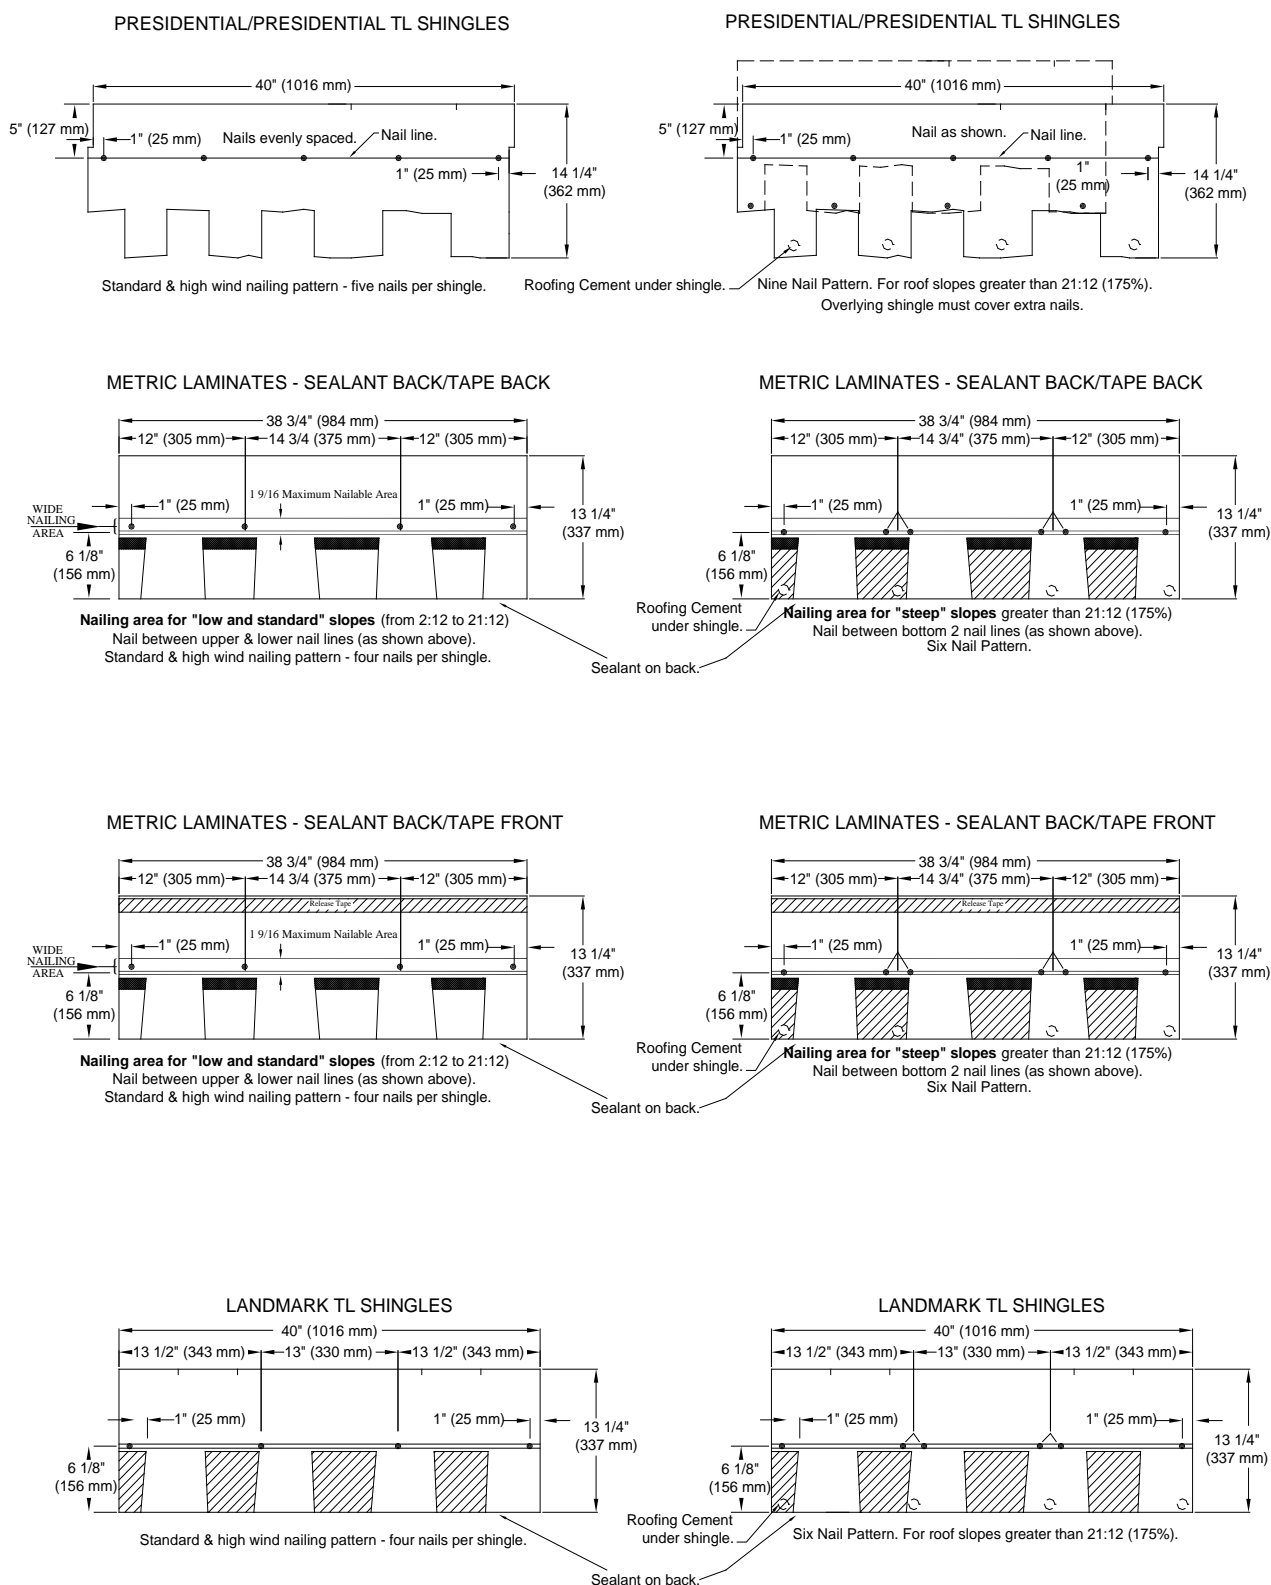 PRESIDENTIAL/PRESIDENTIAL TL SHINGLES
40" (1016 mm)
5" (127 mm)
1" (25 mm)
Nails evenly spaced.
Nail line.
1" (25 mm)
14 1/4"
(362 mm)
Standard & high wind nailing pattern - five nails per shingle.
PRESIDENTIAL/PRESIDENTIAL TL SHINGLES
40" (1016 mm)
5" (127 mm)
1" (25 mm)
Nail as shown.
Nail line.
1"
(25 mm)
14 1/4"
(362 mm)
Roofing Cement under shingle.
Nine Nail Pattern. For roof slopes greater than 21:12 (175%).
Overlying shingle must cover extra nails.
METRIC LAMINATES - SEALANT BACK/TAPE BACK
38 3/4" (984 mm)
12" (305 mm)
14 3/4 (375 mm)
12" (305 mm)
1" (25 mm)
1 9/16 Maximum Nailable Area
1" (25 mm)
WIDE
NAILING
AREA
13 1/4"
(337 mm)
6 1/8"
(156 mm)
Nailing area for "low and standard" slopes (from 2:12 to 21:12)
Nail between upper & lower nail lines (as shown above).
Standard & high wind nailing pattern - four nails per shingle.
METRIC LAMINATES - SEALANT BACK/TAPE BACK
38 3/4" (984 mm)
12" (305 mm)
14 3/4" (375 mm)
12" (305 mm)
1" (25 mm)
1" (25 mm)
13 1/4"
(337 mm)
6 1/8"
(156 mm)
Roofing Cement
under shingle.
Nailing area for "steep" slopes greater than 21:12 (175%)
Nail between bottom 2 nail lines (as shown above).
Six Nail Pattern.
Sealant on back.
METRIC LAMINATES - SEALANT BACK/TAPE FRONT
38 3/4" (984 mm)
12" (305 mm)
14 3/4 (375 mm)
12" (305 mm)
Release Tape
1" (25 mm)
1 9/16 Maximum Nailable Area
1" (25 mm)
WIDE
NAILING
AREA
13 1/4"
(337 mm)
6 1/8"
(156 mm)
Nailing area for "low and standard" slopes (from 2:12 to 21:12)
Nail between upper & lower nail lines (as shown above).
Standard & high wind nailing pattern - four nails per shingle.
METRIC LAMINATES - SEALANT BACK/TAPE FRONT
38 3/4" (984 mm)
12" (305 mm)
14 3/4" (375 mm)
12" (305 mm)
Release Tape
1" (25 mm)
1" (25 mm)
13 1/4"
(337 mm)
6 1/8"
(156 mm)
Roofing Cement
under shingle.
Nailing area for "steep" slopes greater than 21:12 (175%)
Nail between bottom 2 nail lines (as shown above).
Six Nail Pattern.
Sealant on back.
LANDMARK TL SHINGLES
40" (1016 mm)
13 1/2" (343 mm)
13" (330 mm)
13 1/2" (343 mm)
1" (25 mm)
1" (25 mm)
13 1/4"
(337 mm)
6 1/8"
(156 mm)
Standard & high wind nailing pattern - four nails per shingle.
LANDMARK TL SHINGLES
40" (1016 mm)
13 1/2" (343 mm)
13" (330 mm)
13 1/2" (343 mm)
1" (25 mm)
1" (25 mm)
13 1/4"
(337 mm)
6 1/8"
(156 mm)
Roofing Cement
under shingle.
Six Nail Pattern. For roof slopes greater than 21:12 (175%).
Sealant on back.